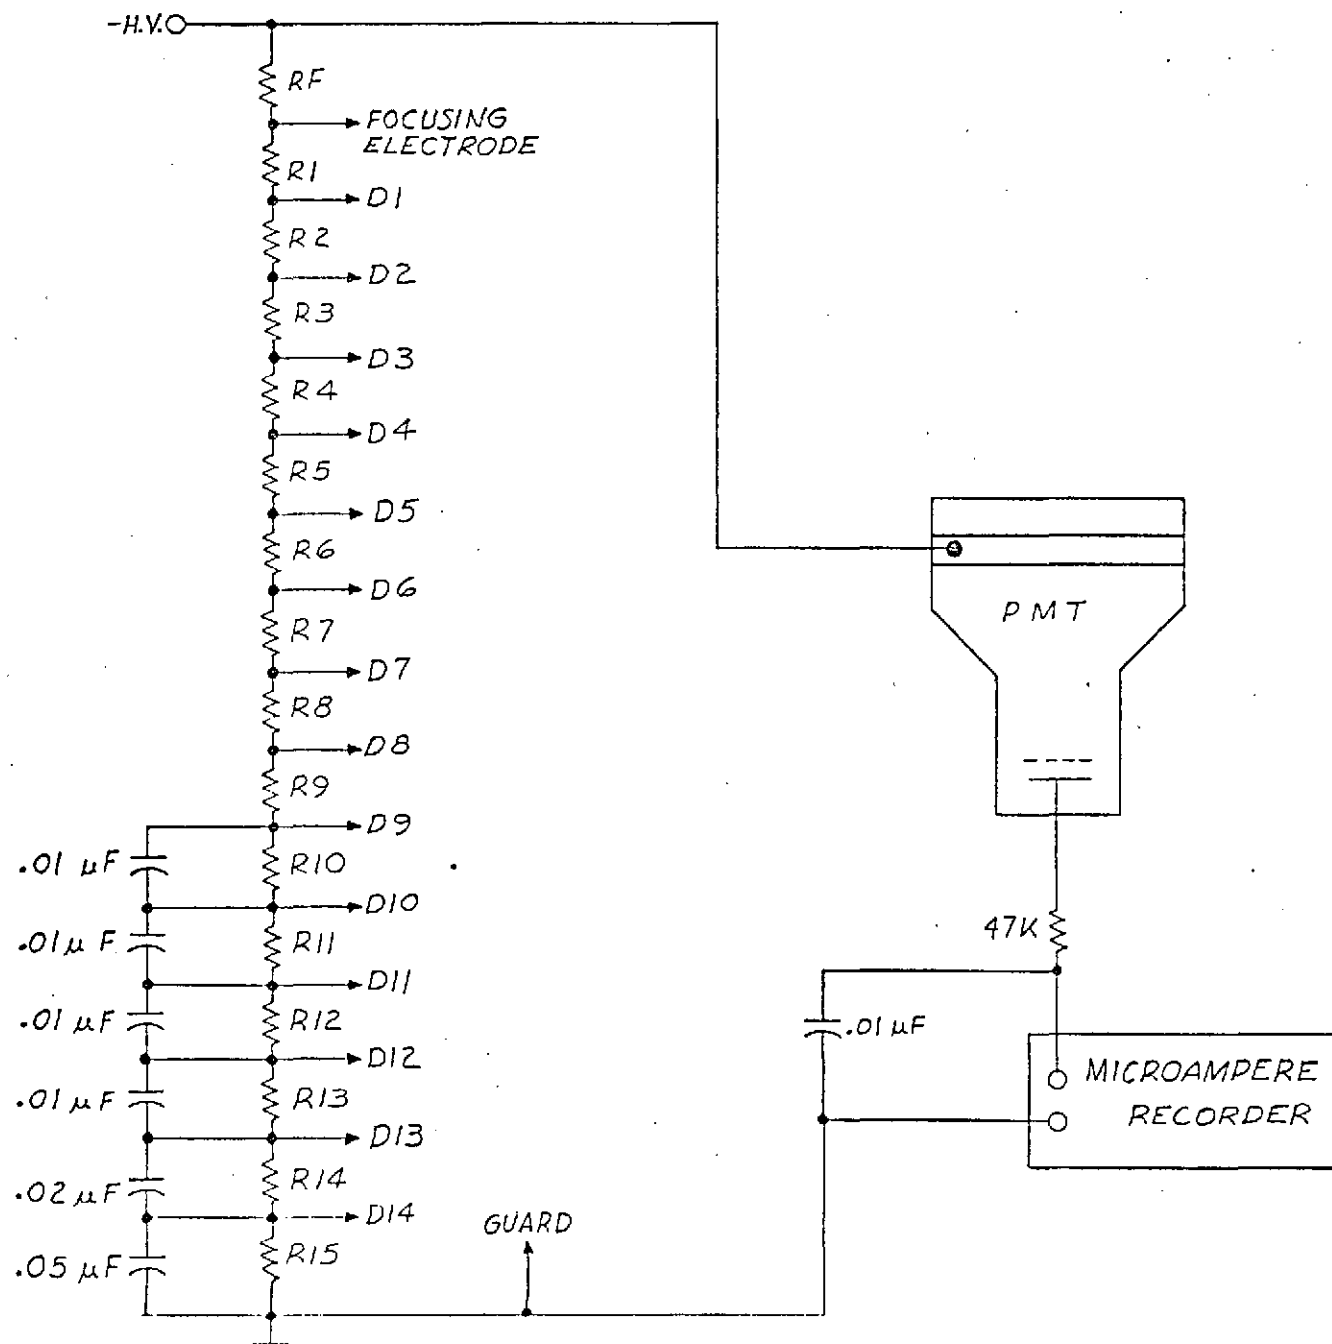 -H.V.
RF
FOCUSING
ELECTRODE
R1
D1
R2
D2
R3
D3
R4
D4
R5
D5
R6
D6
R7
D7
R8
D8
R9
D9
.01 µF
R10
D10
.01 µF
R11
D11
.01 µF
R12
D12
.01 µF
R13
D13
.02 µF
R14
D14
.05 µF
R15
GUARD
PMT
47K
.01 µF
MICROAMPERE
RECORDER